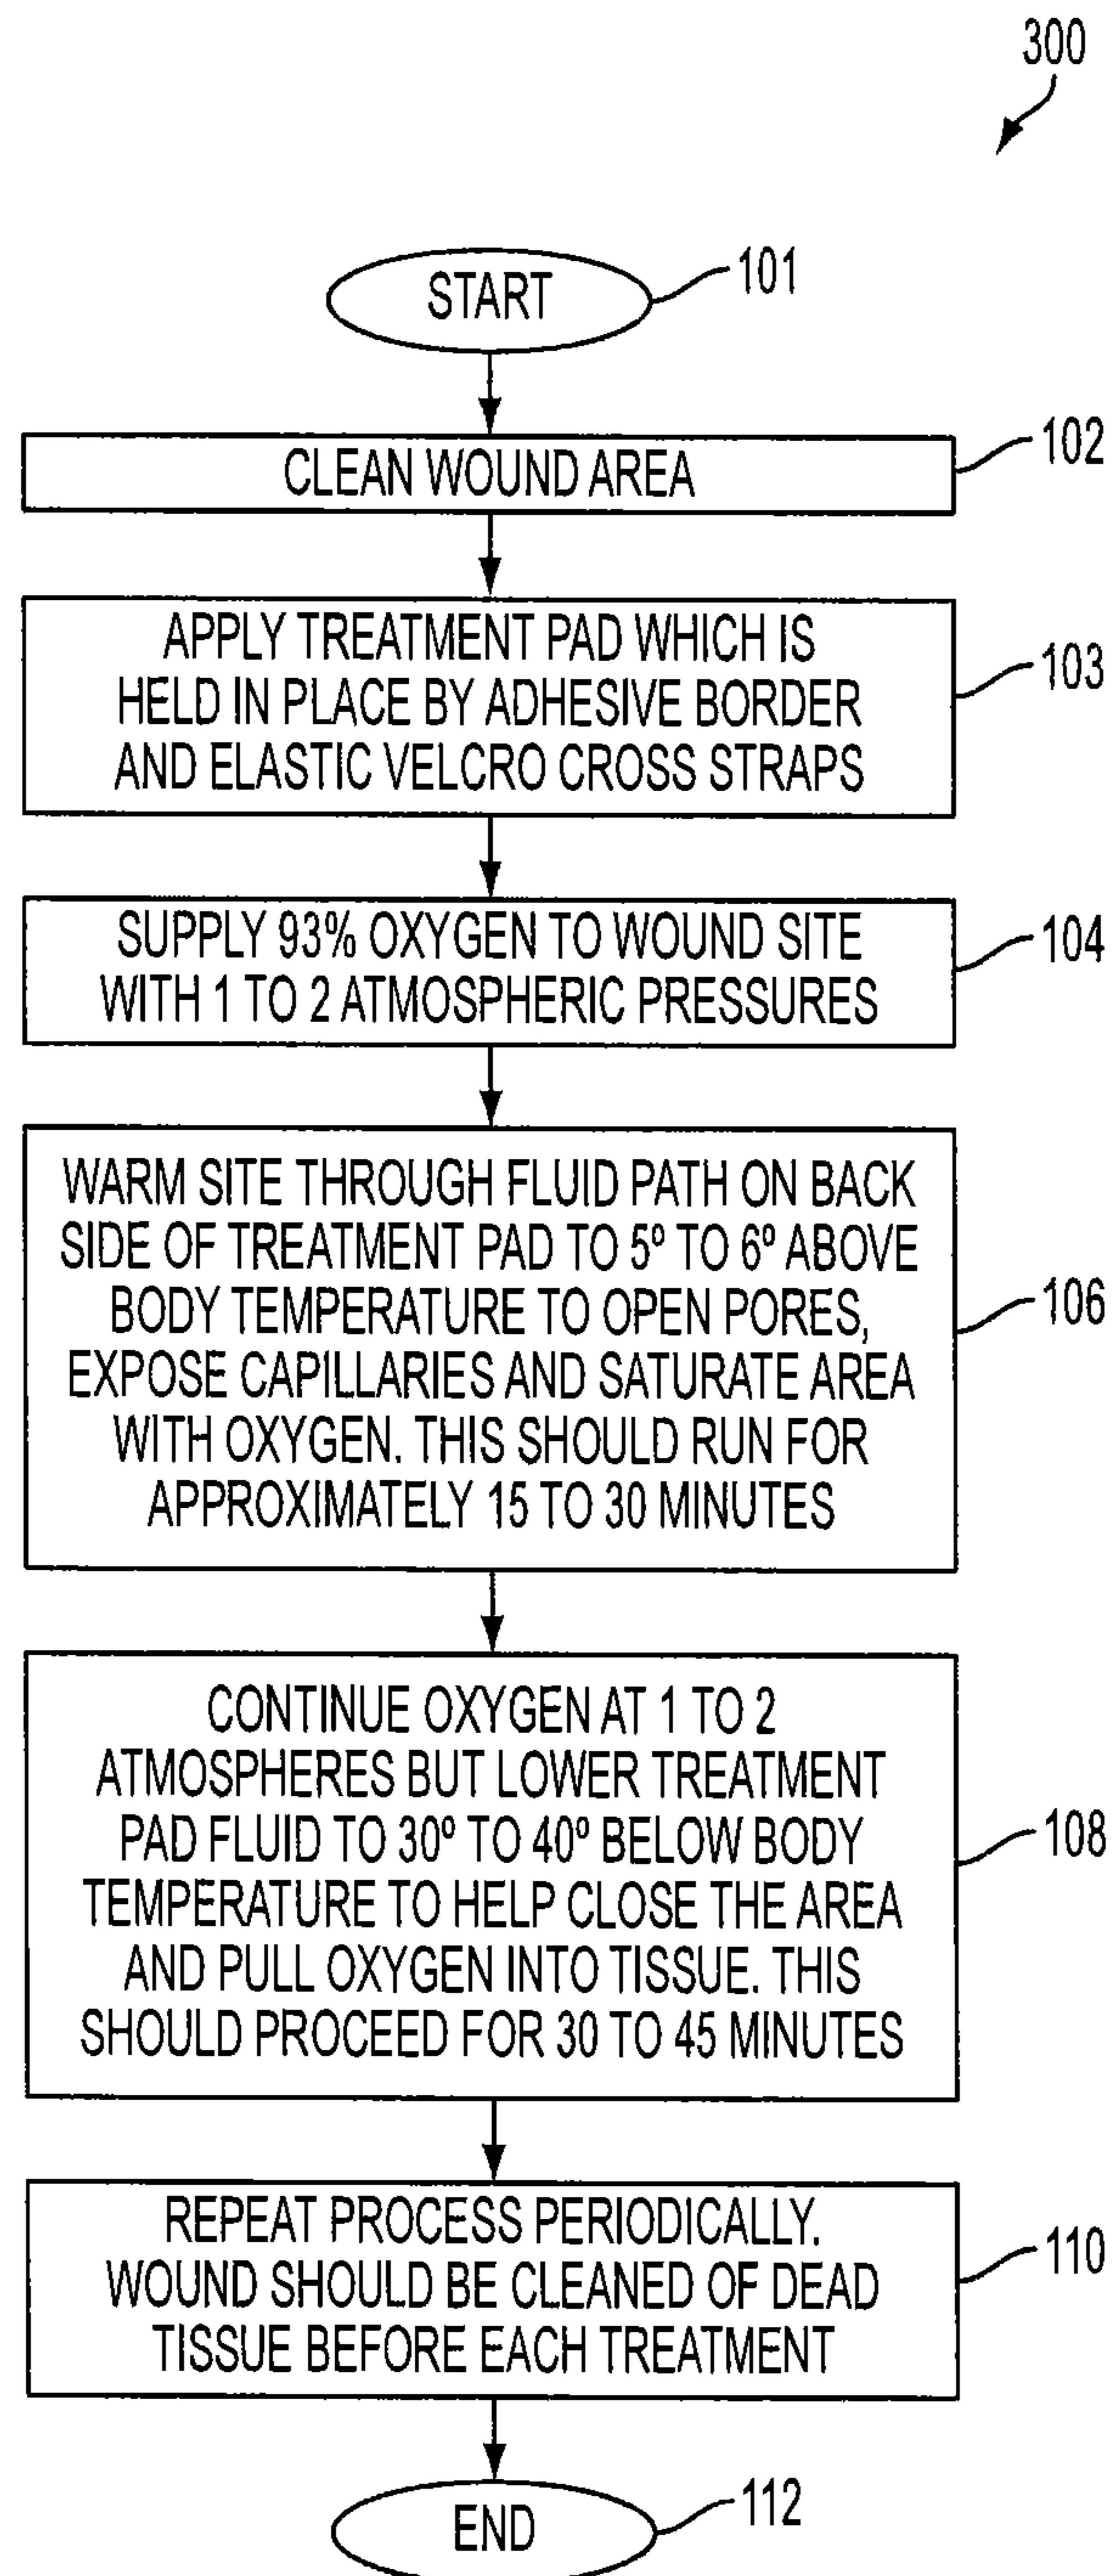 300
START
101
CLEAN WOUND AREA
102
APPLY TREATMENT PAD WHICH IS
HELD IN PLACE BY ADHESIVE BORDER
AND ELASTIC VELCRO CROSS STRAPS
103
SUPPLY 93% OXYGEN TO WOUND SITE
WITH 1 TO 2 ATMOSPHERIC PRESSURES
104
WARM SITE THROUGH FLUID PATH ON BACK
SIDE OF TREATMENT PAD TO 5º TO 6º ABOVE
BODY TEMPERATURE TO OPEN PORES,
EXPOSE CAPILLARIES AND SATURATE AREA
WITH OXYGEN. THIS SHOULD RUN FOR
APPROXIMATELY 15 TO 30 MINUTES
106
CONTINUE OXYGEN AT 1 TO 2
ATMOSPHERES BUT LOWER TREATMENT
PAD FLUID TO 30º TO 40º BELOW BODY
TEMPERATURE TO HELP CLOSE THE AREA
AND PULL OXYGEN INTO TISSUE. THIS
SHOULD PROCEED FOR 30 TO 45 MINUTES
108
REPEAT PROCESS PERIODICALLY.
WOUND SHOULD BE CLEANED OF DEAD
TISSUE BEFORE EACH TREATMENT
110
END
112